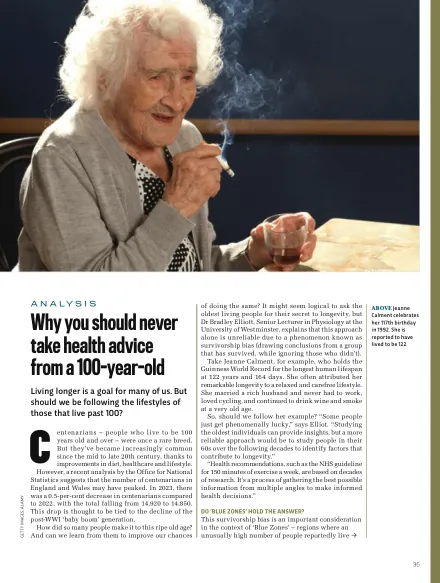 ANALYSIS
Why you should never
take health advice
from a 100-year-old
Living longer is a goal for many of us. But
should we be following the lifestyles of
those that live past 100?
Centenarians – people who live to be 100
years old and over – were once a rare breed.
But they've become increasingly common
since the mid to late 20th century, thanks to
improvements in diet, healthcare and lifestyle.
However, a recent analysis by the Office for National
Statistics suggests that the number of centenarians in
England and Wales may have peaked. In 2023, there
was a 0.5-per-cent decrease in centenarians compared
to 2022, with the total falling from 14,920 to 14,850.
This drop is thought to be tied to the decline of the
post-WWI 'baby boom' generation.
How did so many people make it to this ripe old age?
And can we learn from them to improve our chances
of doing the same? It might seem logical to ask the
oldest living people for their secret to longevity, but
Dr Bradley Elliott, Senior Lecturer in Physiology at the
University of Westminster, explains that this approach
alone is unreliable due to a phenomenon known as
survivorship bias (drawing conclusions from a group
that has survived, while ignoring those who didn't).
Take Jeanne Calment, for example, who holds the
Guinness World Record for the longest human lifespan
at 122 years and 164 days. She often attributed her
remarkable longevity to a relaxed and carefree lifestyle.
She married a rich husband and never had to work,
loved cycling, and continued to drink wine and smoke
at a very old age.
So, should we follow her example? "Some people
just get phenomenally lucky," says Elliot. "Studying
the oldest individuals can provide insights, but a more
reliable approach would be to study people in their
60s over the following decades to identify factors that
contribute to longevity."
"Health recommendations, such as the NHS guideline
for 150 minutes of exercise a week, are based on decades
of research. It's a process of gathering the best possible
information from multiple angles to make informed
health decisions."
DO 'BLUE ZONES' HOLD THE ANSWER?
This survivorship bias is an important consideration
in the context of 'Blue Zones' – regions where an
unusually high number of people reportedly live →
ABOVE Jeanne
Calment celebrates
her 117th birthday
in 1992. She is
reported to have
lived to be 122
GETTY IMAGES, ALAMY
35